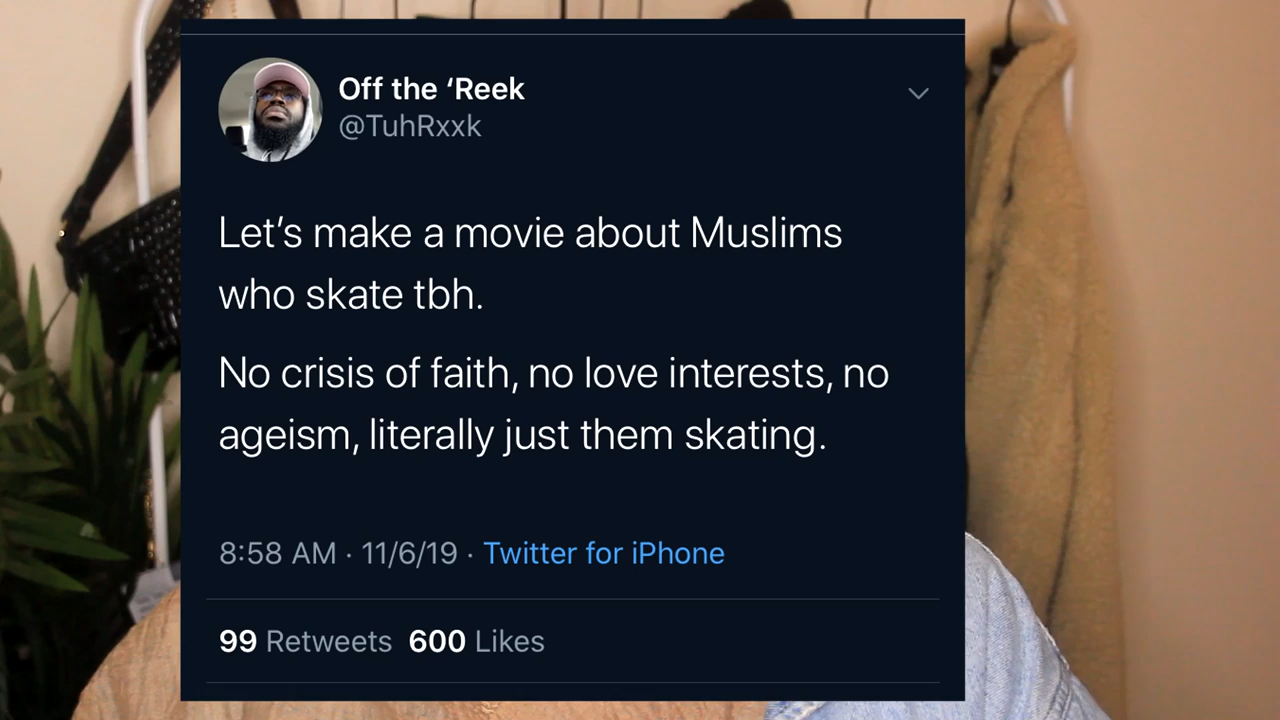 Off the ‘Reek
@TuhRxxk
Let’s make a movie about Muslims
who skate tbh.
No crisis of faith, no love interests, no
ageism, literally just them skating.
8:58 AM · 11/6/19 · Twitter for iPhone
99 Retweets 600 Likes